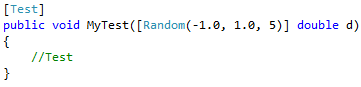 [Test]
public void MyTest([Random(-1.0, 1.0, 5)] double d)
{
    //Test
}